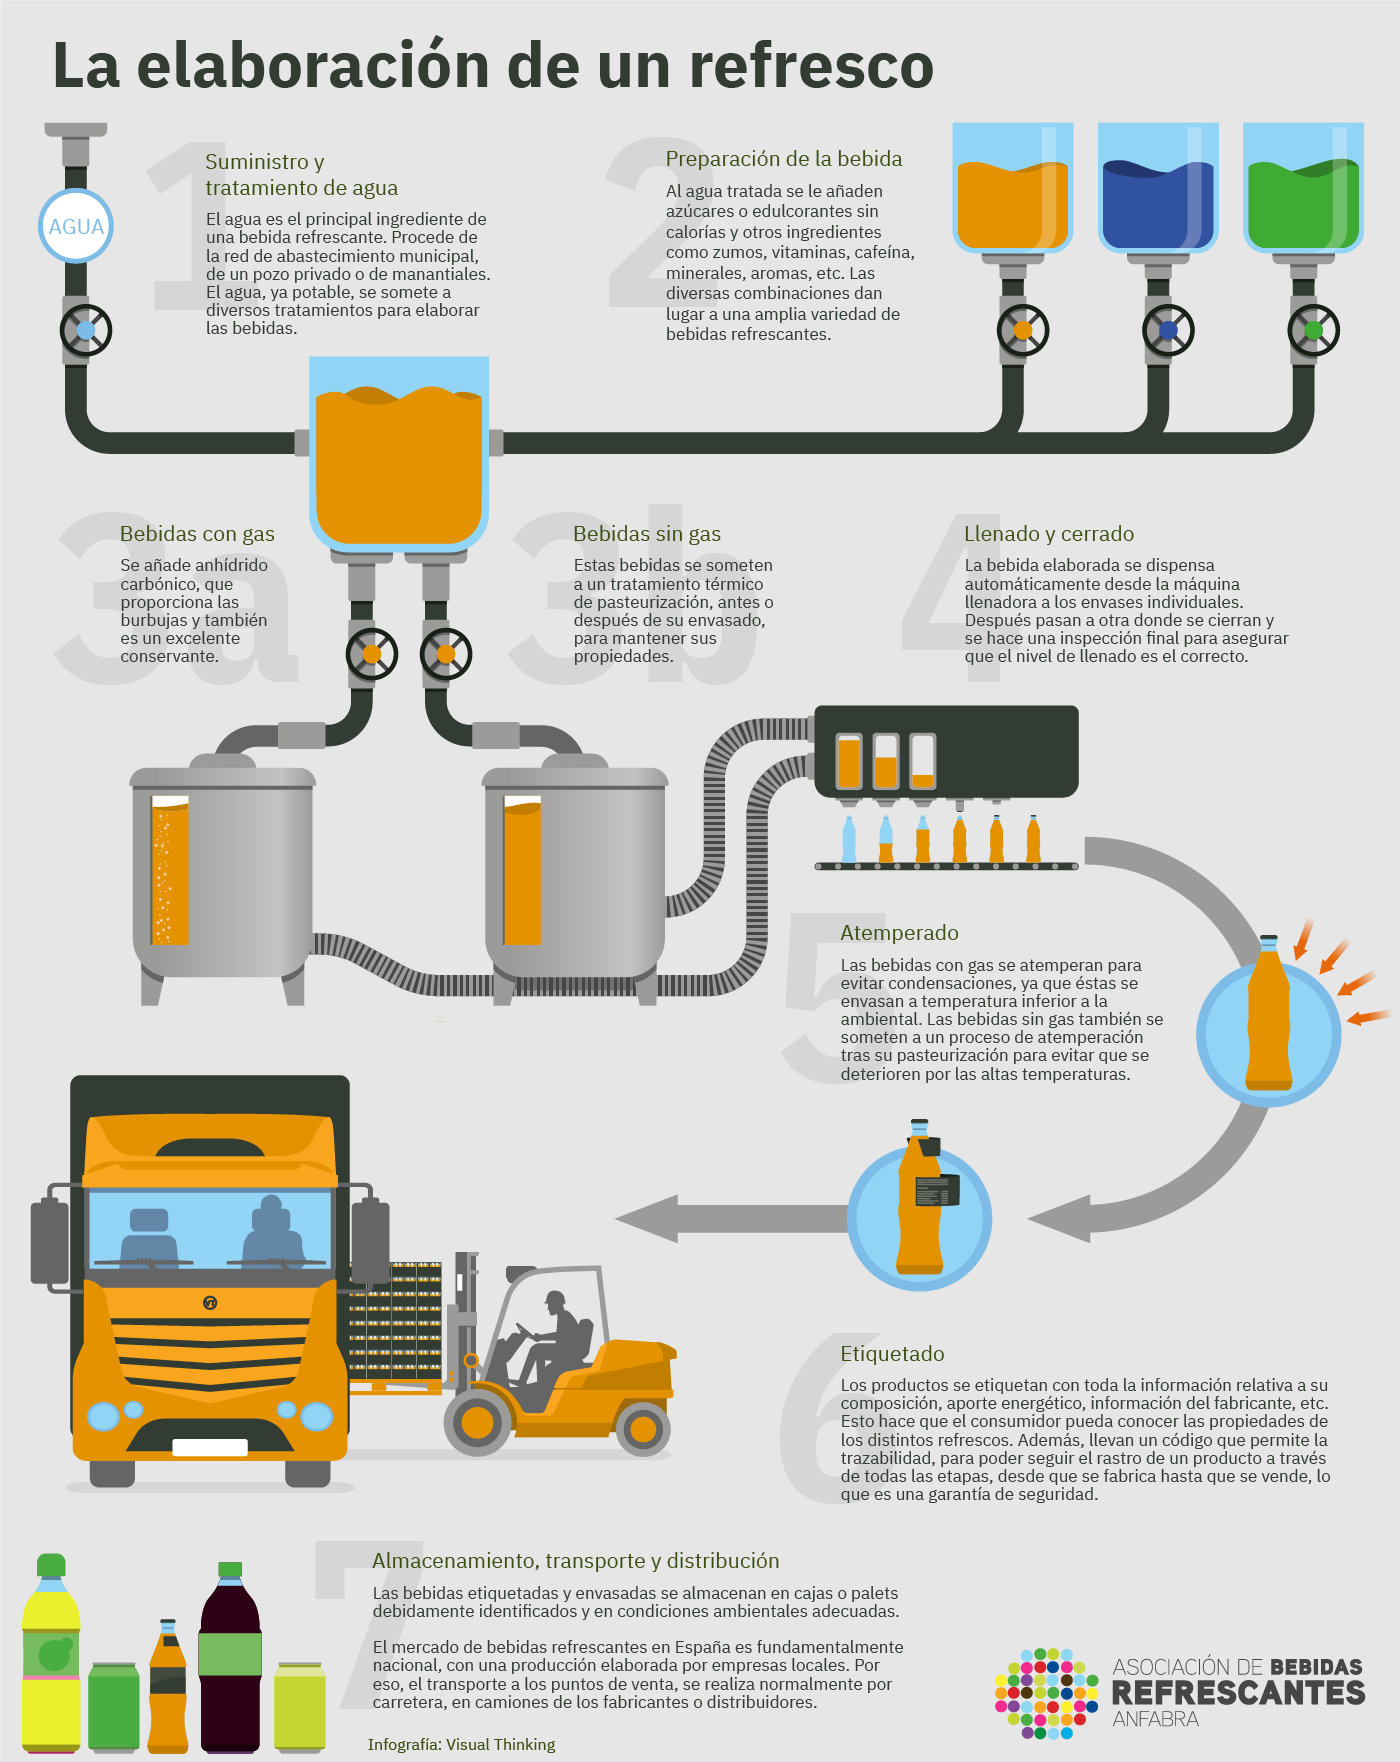 La elaboración de un refresco
AGUA
1
Suministro y
tratamiento de agua
El agua es el principal ingrediente de
una bebida refrescante. Procede de
la red de abastecimiento municipal,
de un pozo privado o de manantiales.
El agua, ya potable, se somete a
diversos tratamientos para elaborar
las bebidas.
2
Preparación de la bebida
Al agua tratada se le añaden
azúcares o edulcorantes sin
calorías y otros ingredientes
como zumos, vitaminas, cafeína,
minerales, aromas, etc. Las
diversas combinaciones dan
lugar a una amplia variedad de
bebidas refrescantes.
3a
Bebidas con gas
Se añade anhídrido
carbónico, que
proporciona las
burbujas y también
es un excelente
conservante.
3b
Bebidas sin gas
Estas bebidas se someten
a un tratamiento térmico
de pasteurización, antes o
después de su envasado,
para mantener sus
propiedades.
4
Llenado y cerrado
La bebida elaborada se dispensa
automáticamente desde la máquina
llenadora a los envases individuales.
Después pasan a otra donde se cierran y
se hace una inspección final para asegurar
que el nivel de llenado es el correcto.
5
Atemperado
Las bebidas con gas se atemperan para
evitar condensaciones, ya que éstas se
envasan a temperatura inferior a la
ambiental. Las bebidas sin gas también se
someten a un proceso de atemperación
tras su pasteurización para evitar que se
deterioren por las altas temperaturas.
6
Etiquetado
Los productos se etiquetan con toda la información relativa a su
composición, aporte energético, información del fabricante, etc.
Esto hace que el consumidor pueda conocer las propiedades de
los distintos refrescos. Además, llevan un código que permite la
trazabilidad, para poder seguir el rastro de un producto a través
de todas las etapas, desde que se fabrica hasta que se vende, lo
que es una garantía de seguridad.
7
Almacenamiento, transporte y distribución
Las bebidas etiquetadas y envasadas se almacenan en cajas o palets
debidamente identificados y en condiciones ambientales adecuadas.
El mercado de bebidas refrescantes en España es fundamentalmente
nacional, con una producción elaborada por empresas locales. Por
eso, el transporte a los puntos de venta, se realiza normalmente por
carretera, en camiones de los fabricantes o distribuidores.
Infografía: Visual Thinking
ASOCIACIÓN DE BEBIDAS
REFRESCANTES
ANFABRA